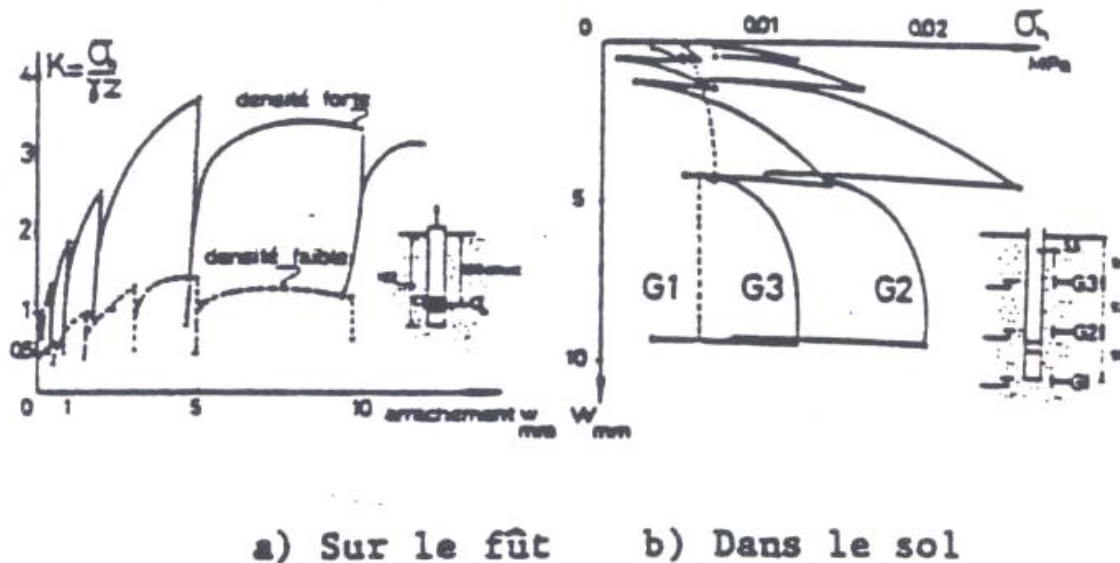 K = σh / γz
4
3
2
1
0.5
0
1
5
10
densité forte
densité faible
arrachement w
mm
0
0.01
0.02
σh
MPa
5
10
W
mm
G1
G3
G2
G3
G2
G1
a) Sur le fût
b) Dans le sol